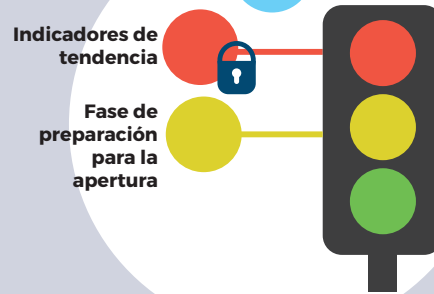 Indicadores de
tendencia
Fase de
preparación
para la
apertura